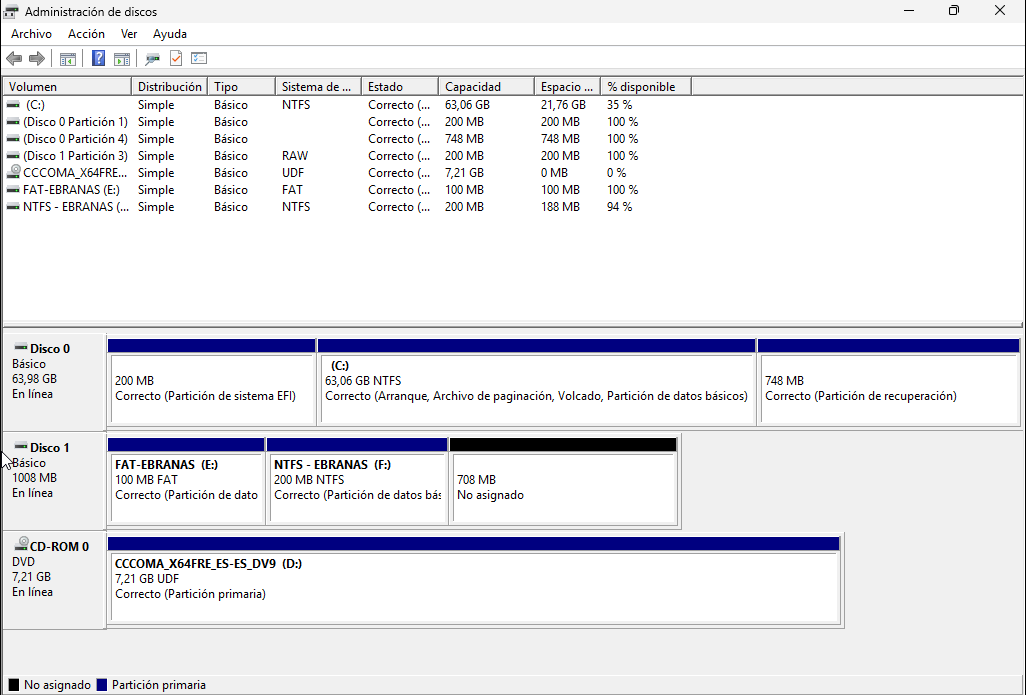 Administración de discos
Archivo Acción Ver Ayuda
Volumen Distribución Tipo Sistema de ... Estado Capacidad Espacio ... % disponible
(C:) Simple Básico NTFS Correcto (... 63,06 GB 21,76 GB 35 %
(Disco 0 Partición 1) Simple Básico Correcto (... 200 MB 200 MB 100 %
(Disco 0 Partición 4) Simple Básico Correcto (... 748 MB 748 MB 100 %
(Disco 1 Partición 3) Simple Básico RAW Correcto (... 200 MB 200 MB 100 %
CCCOMA_X64FRE... Simple Básico UDF Correcto (... 7,21 GB 0 MB 0 %
FAT-EBRANAS (E:) Simple Básico FAT Correcto (... 100 MB 100 MB 100 %
NTFS - EBRANAS (... Simple Básico NTFS Correcto (... 200 MB 188 MB 94 %
Disco 0
Básico
63,98 GB
En línea
200 MB
Correcto (Partición de sistema EFI)
(C:)
63,06 GB NTFS
Correcto (Arranque, Archivo de paginación, Volcado, Partición de datos básicos)
748 MB
Correcto (Partición de recuperación)
Disco 1
Básico
1008 MB
En línea
FAT-EBRANAS (E:)
100 MB FAT
Correcto (Partición de dato
NTFS - EBRANAS (F:)
200 MB NTFS
Correcto (Partición de datos bás
708 MB
No asignado
CD-ROM 0
DVD
7,21 GB
En línea
CCCOMA_X64FRE_ES-ES_DV9 (D:)
7,21 GB UDF
Correcto (Partición primaria)
No asignado Partición primaria